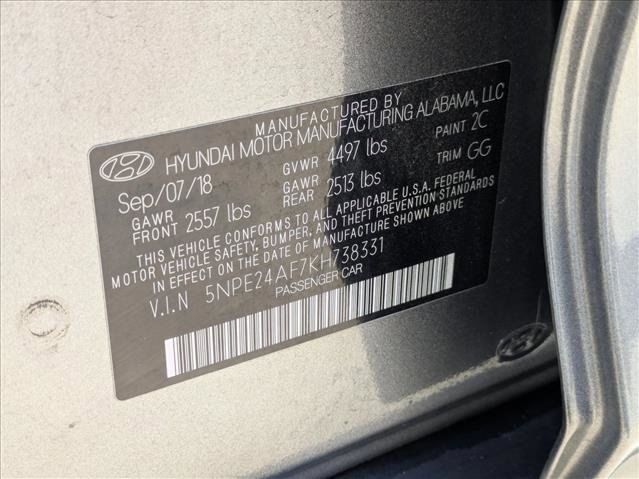 MANUFACTURED BY
HYUNDAI MOTOR MANUFACTURING ALABAMA, LLC
Sep/07/18 GVWR 4497 lbs PAINT 2C
GAWR FRONT 2557 lbs GAWR REAR 2513 lbs TRIM GG
THIS VEHICLE CONFORMS TO ALL APPLICABLE U.S.A. FEDERAL
MOTOR VEHICLE SAFETY, BUMPER, AND THEFT PREVENTION STANDARDS
IN EFFECT ON THE DATE OF MANUFACTURE SHOWN ABOVE
V.I.N 5NPE24AF7KH738331
PASSENGER CAR